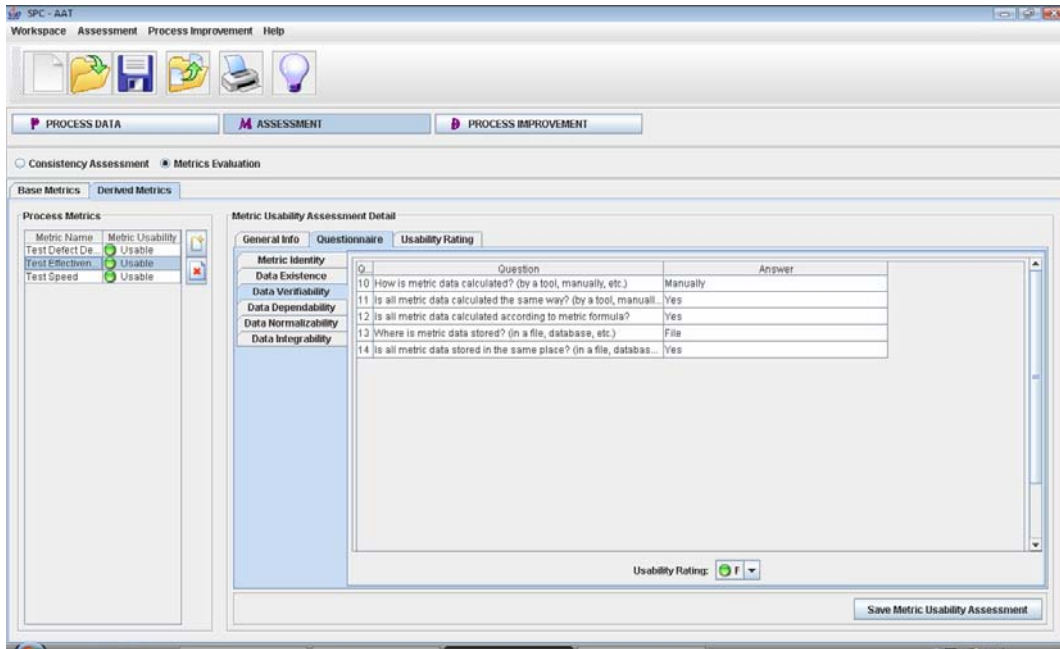 SPC - AAT
Workspace Assessment Process Improvement Help
PROCESS DATA
ASSESSMENT
PROCESS IMPROVEMENT
Consistency Assessment Metrics Evaluation
Base Metrics Derived Metrics
Process Metrics
Metric Name Metric Usability
Test Defect De... Usable
Test Effectiven... Usable
Test Speed Usable
Metric Usability Assessment Detail
General Info Questionnaire Usability Rating
Metric Identity
Data Existence
Data Verifiability
Data Dependability
Data Normalizability
Data Integrability
Q... Question Answer
10 How is metric data calculated? (by a tool, manually, etc.) Manually
11 Is all metric data calculated the same way? (by a tool, manuall... Yes
12 Is all metric data calculated according to metric formula? Yes
13 Where is metric data stored? (in a file, database, etc.) File
14 Is all metric data stored in the same place? (in a file, databas... Yes
Usability Rating: F
Save Metric Usability Assessment